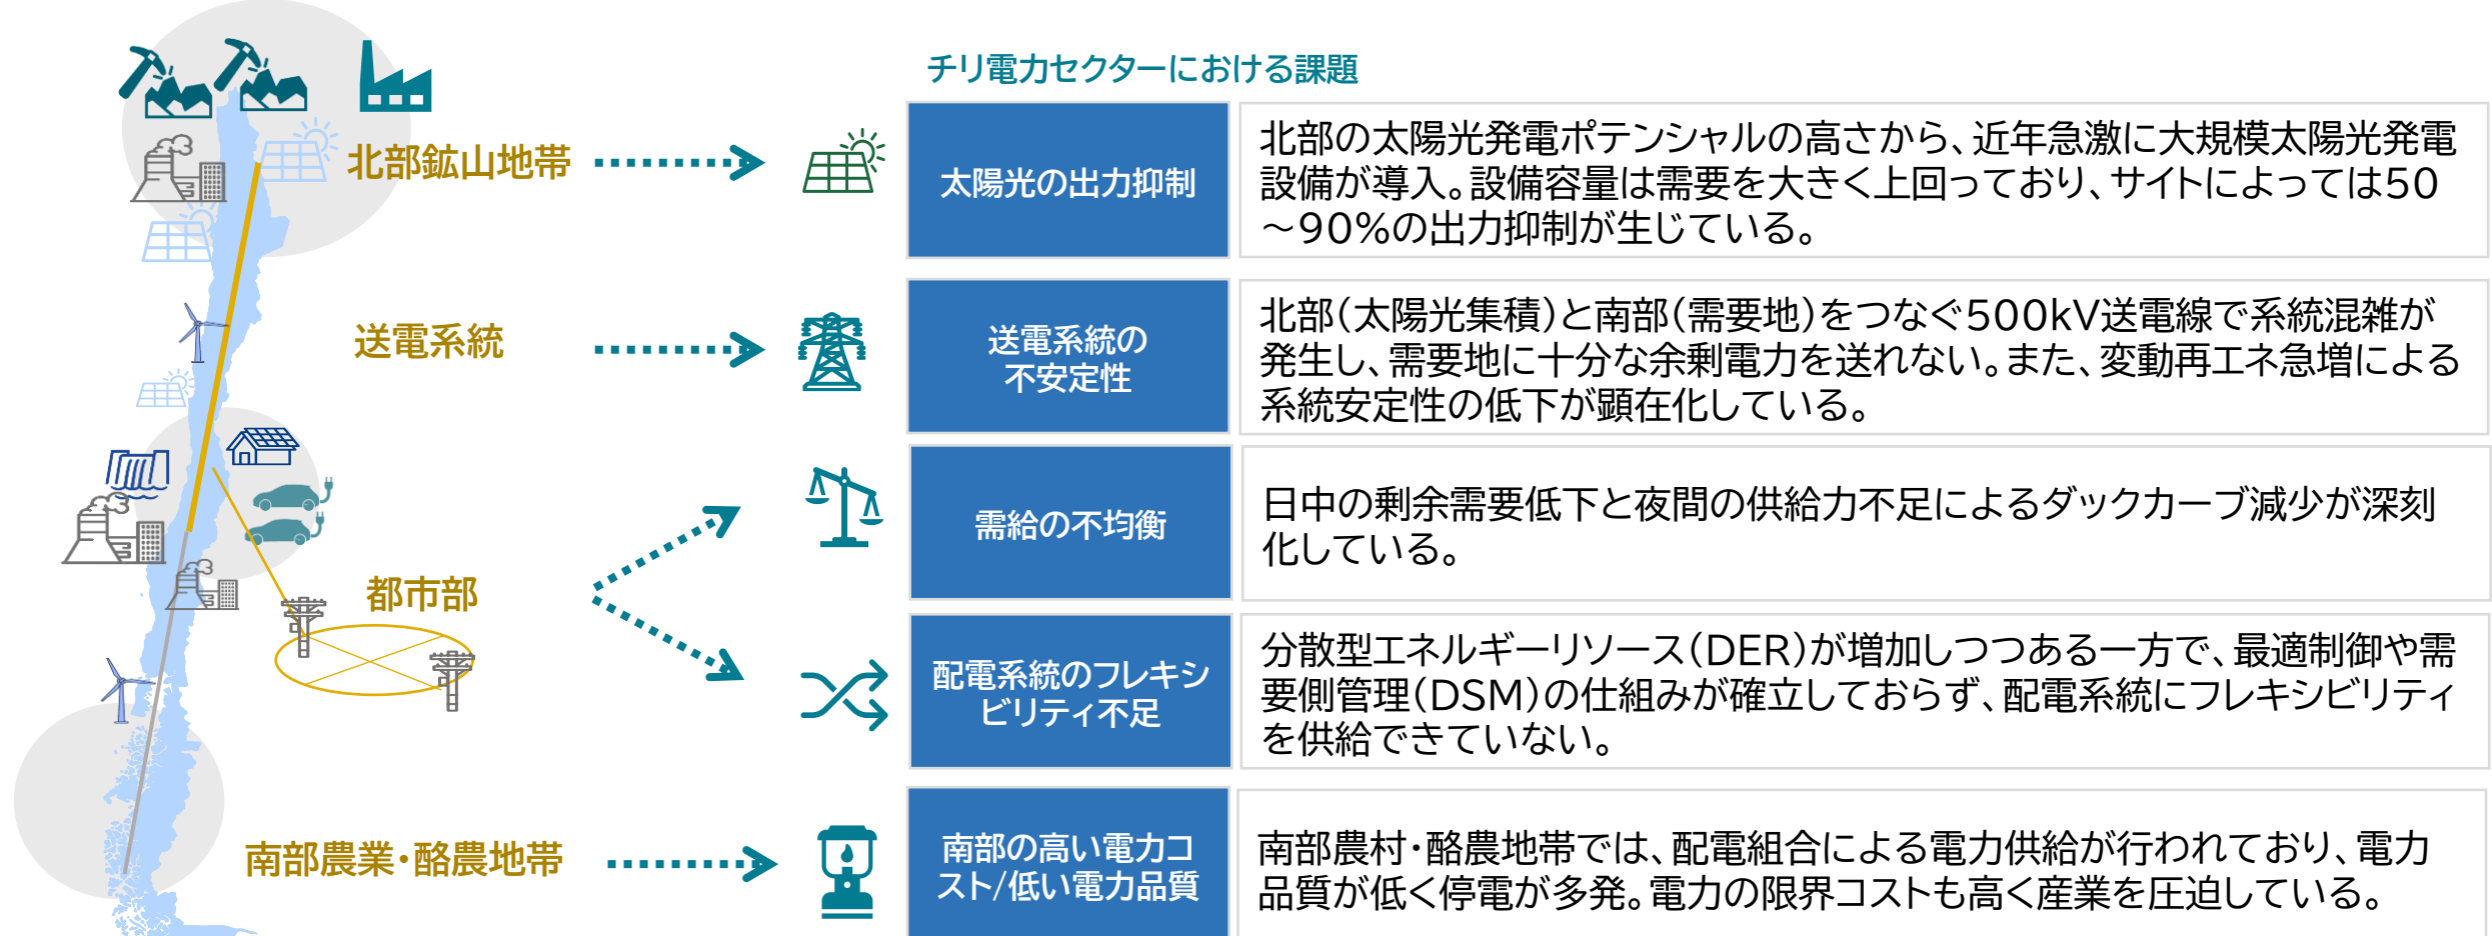 チリ電力セクターにおける課題
北部鉱山地帯
太陽光の出力抑制
北部の太陽光発電ポテンシャルの高さから、近年急激に大規模太陽光発電
設備が導入。設備容量は需要を大きく上回っており、サイトによっては50
～90%の出力抑制が生じている。
送電系統
送電系統の
不安定性
北部(太陽光集積)と南部(需要地)をつなぐ500kV送電線で系統混雑が
発生し、需要地に十分な余剰電力を送れない。また、変動再エネ急増による
系統安定性の低下が顕在化している。
都市部
需給の不均衡
日中の剰余需要低下と夜間の供給力不足によるダックカーブ減少が深刻
化している。
配電系統のフレキシ
ビリティ不足
分散型エネルギーリソース(DER)が増加しつつある一方で、最適制御や需
要側管理(DSM)の仕組みが確立しておらず、配電系統にフレキシビリティ
を供給できていない。
南部農業・酪農地帯
南部の高い電力コ
スト/低い電力品質
南部農村・酪農地帯では、配電組合による電力供給が行われており、電力
品質が低く停電が多発。電力の限界コストも高く産業を圧迫している。